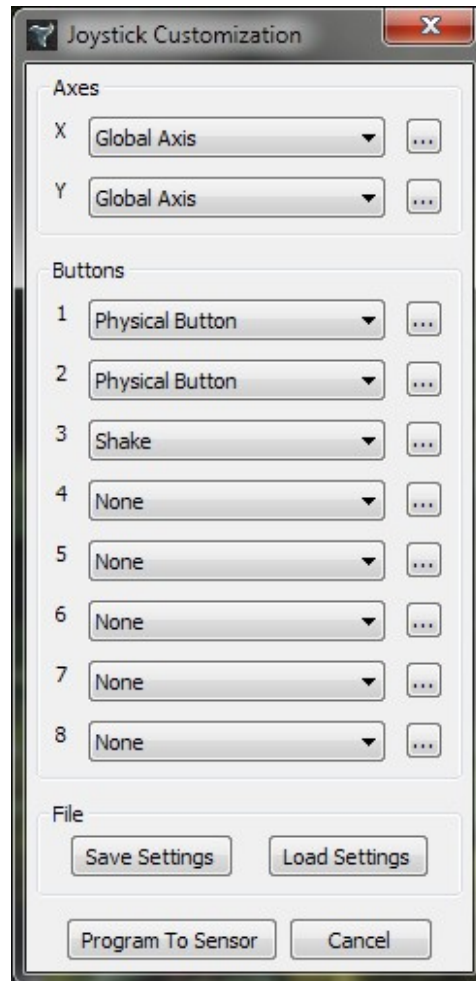 Joystick Customization
Axes
X Global Axis ...
Y Global Axis ...
Buttons
1 Physical Button ...
2 Physical Button ...
3 Shake ...
4 None ...
5 None ...
6 None ...
7 None ...
8 None ...
File
Save Settings Load Settings
Program To Sensor Cancel